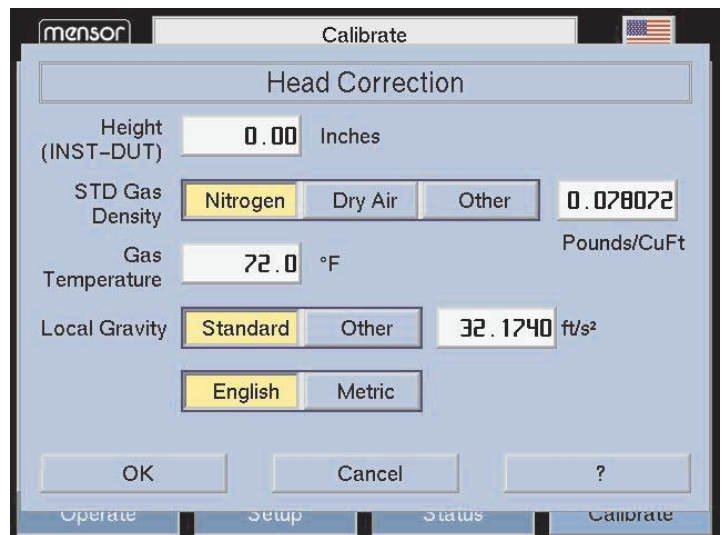 mensor Calibrate
Head Correction
Height
(INST-DUT) 0.00 Inches
STD Gas
Density Nitrogen Dry Air Other 0.078072
Pounds/CuFt
Gas
Temperature 72.0 °F
Local Gravity Standard Other 32.1740 ft/s²
English Metric
OK Cancel ?
Operate Setup Status Calibrate